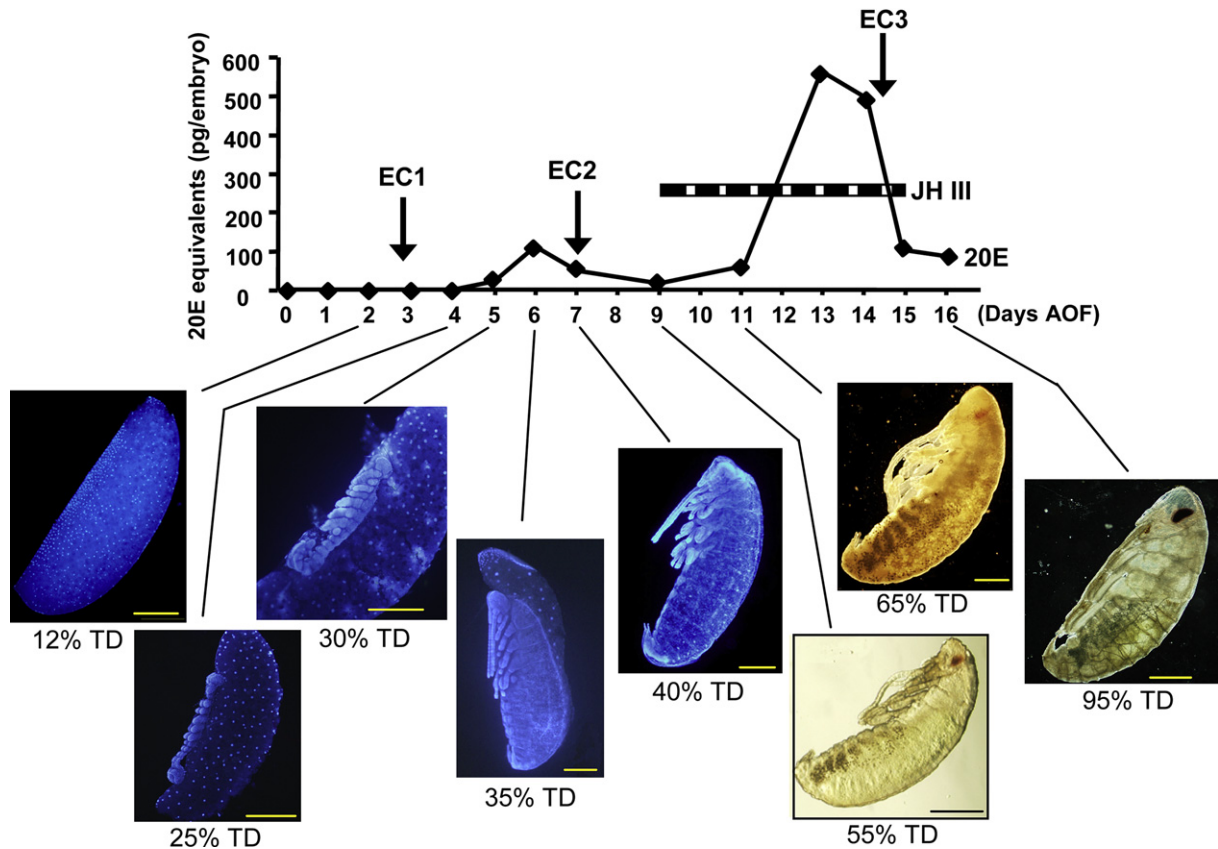 EC3
20E equivalents (pg/embryo)
600
500
400
300
200
100
0
EC1
EC2
JH III
20E
0 1 2 3 4 5 6 7 8 9 10 11 12 13 14 15 16 (Days AOF)
12% TD
25% TD
30% TD
35% TD
40% TD
55% TD
65% TD
95% TD